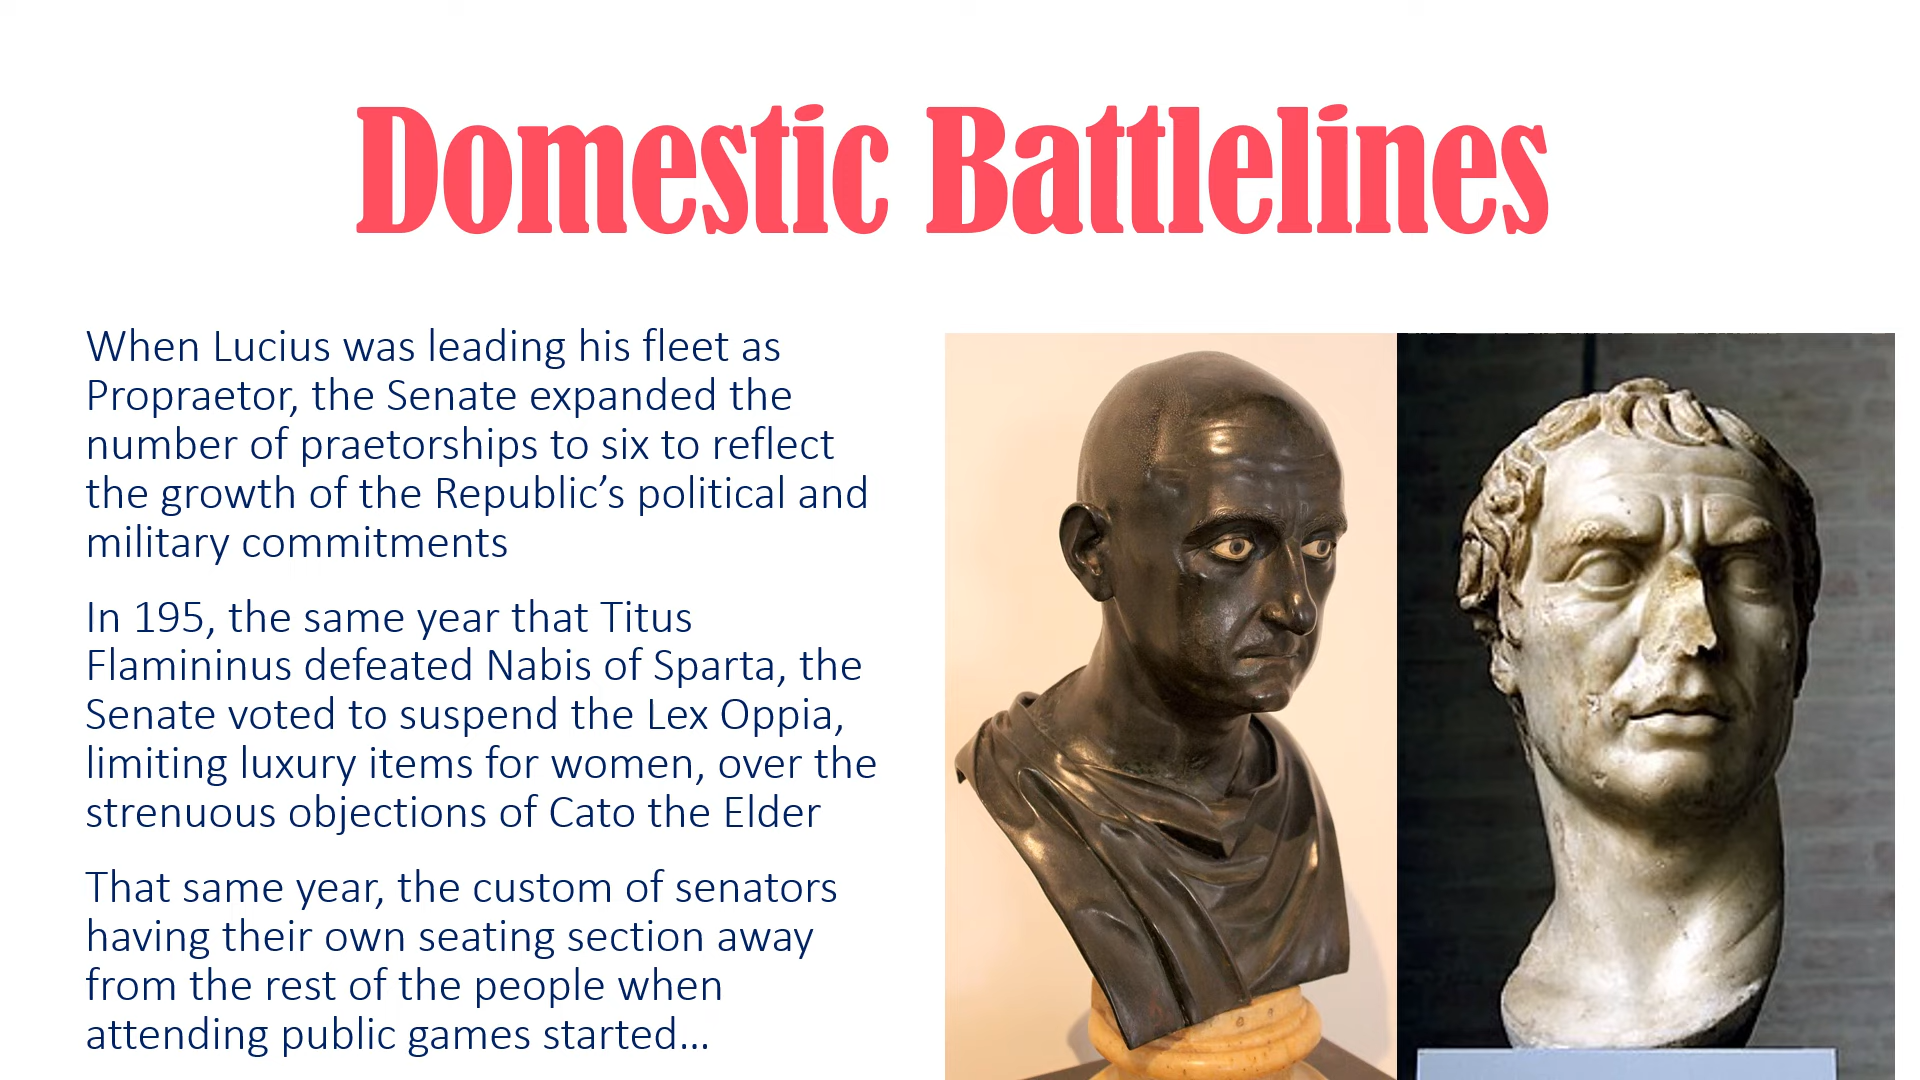 Domestic Battlelines
When Lucius was leading his fleet as
Propraetor, the Senate expanded the
number of praetorships to six to reflect
the growth of the Republic’s political and
military commitments
In 195, the same year that Titus
Flamininus defeated Nabis of Sparta, the
Senate voted to suspend the Lex Oppia,
limiting luxury items for women, over the
strenuous objections of Cato the Elder
That same year, the custom of senators
having their own seating section away
from the rest of the people when
attending public games started…